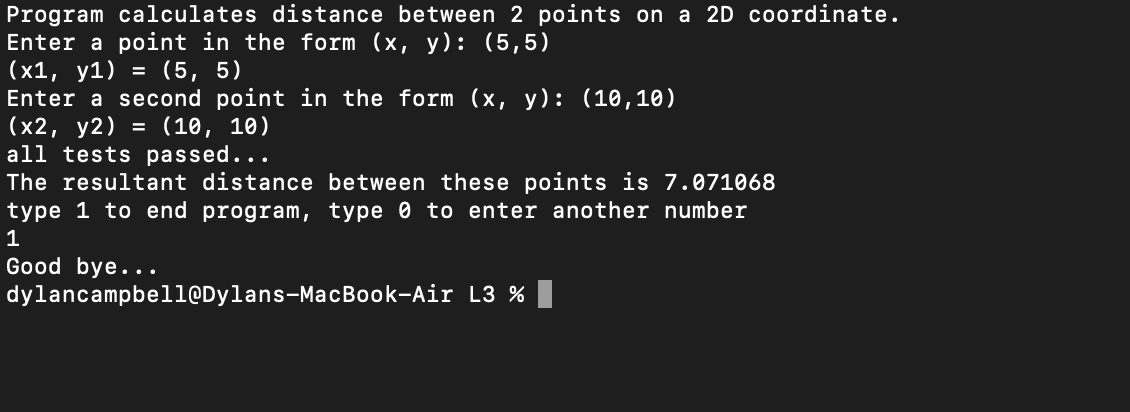 Program calculates distance between 2 points on a 2D coordinate.
Enter a point in the form (x, y): (5,5)
(x1, y1) = (5, 5)
Enter a second point in the form (x, y): (10,10)
(x2, y2) = (10, 10)
all tests passed...
The resultant distance between these points is 7.071068
type 1 to end program, type 0 to enter another number
1
Good bye...
dylancampbell@Dylans-MacBook-Air L3 %